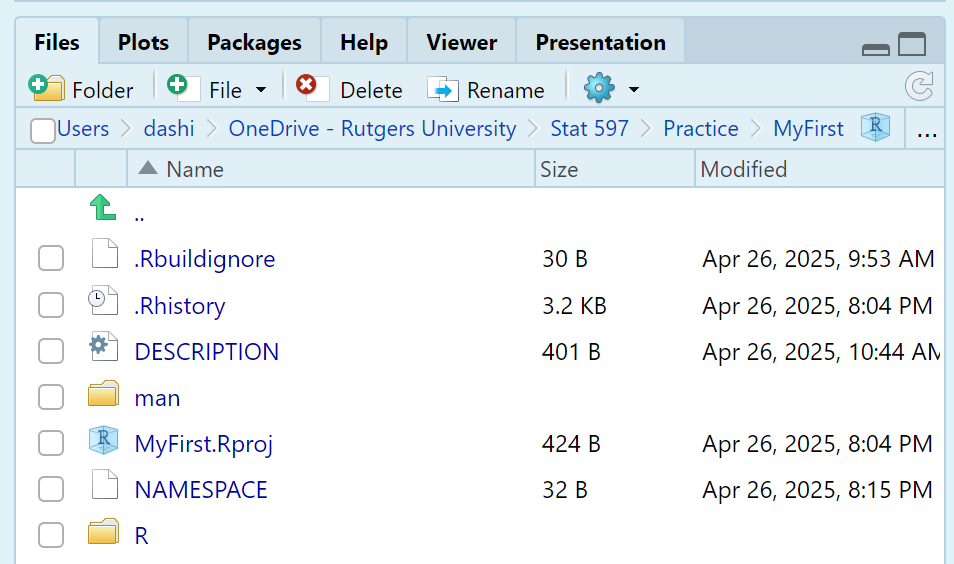 Files Plots Packages Help Viewer Presentation
Folder File Delete Rename
Users dashi OneDrive - Rutgers University Stat 597 Practice MyFirst R ...
Name Size Modified
..
.Rbuildignore 30 B Apr 26, 2025, 9:53 AM
.Rhistory 3.2 KB Apr 26, 2025, 8:04 PM
DESCRIPTION 401 B Apr 26, 2025, 10:44 AM
man
R MyFirst.Rproj 424 B Apr 26, 2025, 8:04 PM
NAMESPACE 32 B Apr 26, 2025, 8:15 PM
R